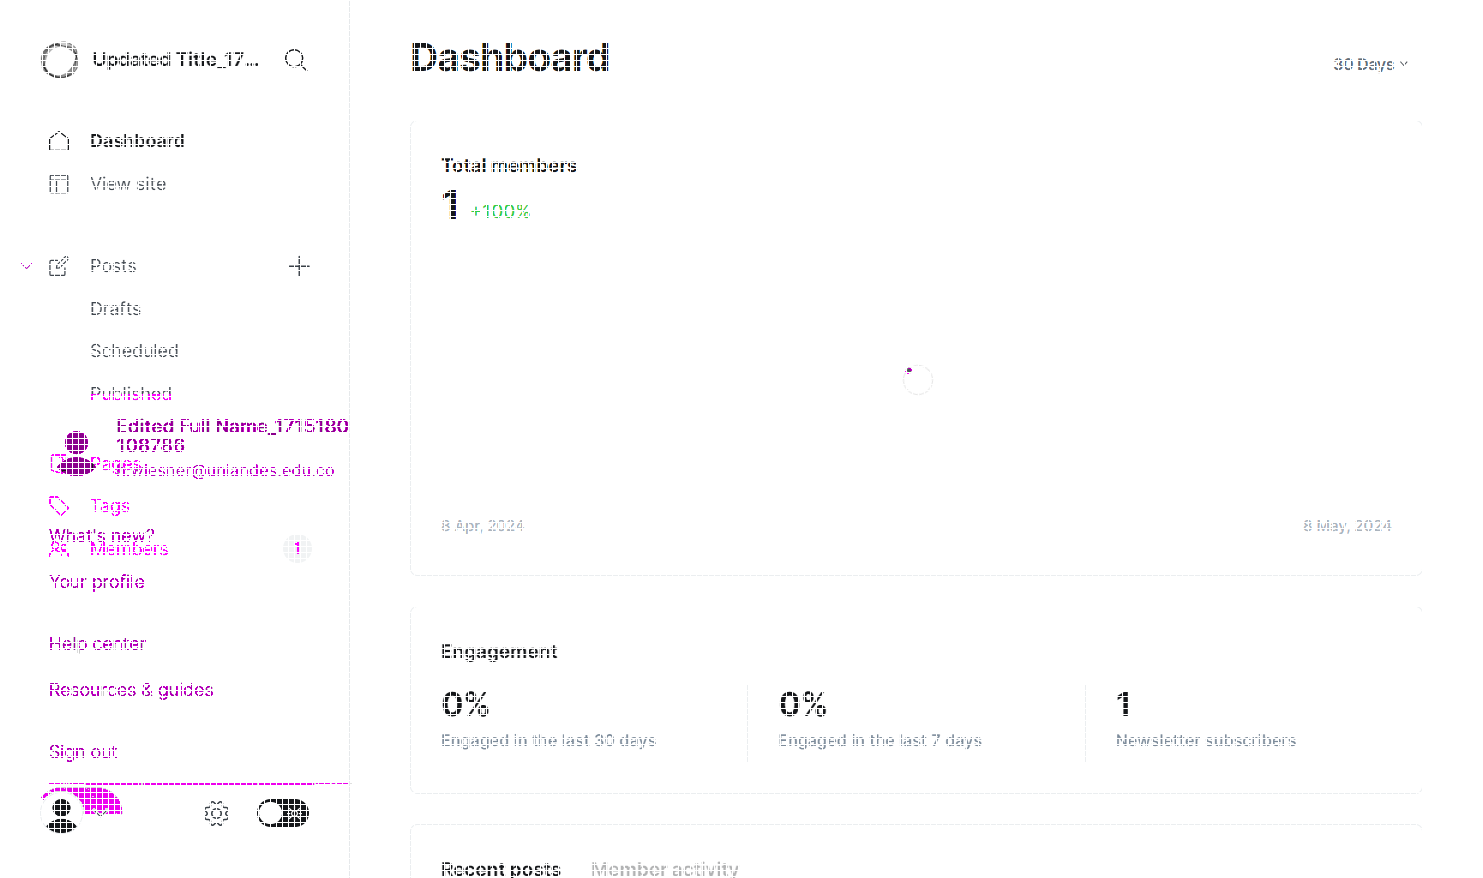 Updated Title_17...
Dashboard
View site
Posts
Drafts
Scheduled
Published
Edited Full Name_1715180
108786
Pages
@uniandes.edu.co
Tags
What's new?
Members
1
Your profile
Help center
Resources & guides
Sign out
Dashboard
30 Days
Total members
1 +100%
8 Apr, 2024
8 May, 2024
Engagement
0%
Engaged in the last 30 days
0%
Engaged in the last 7 days
1
Newsletter subscribers
Recent posts
Member activity